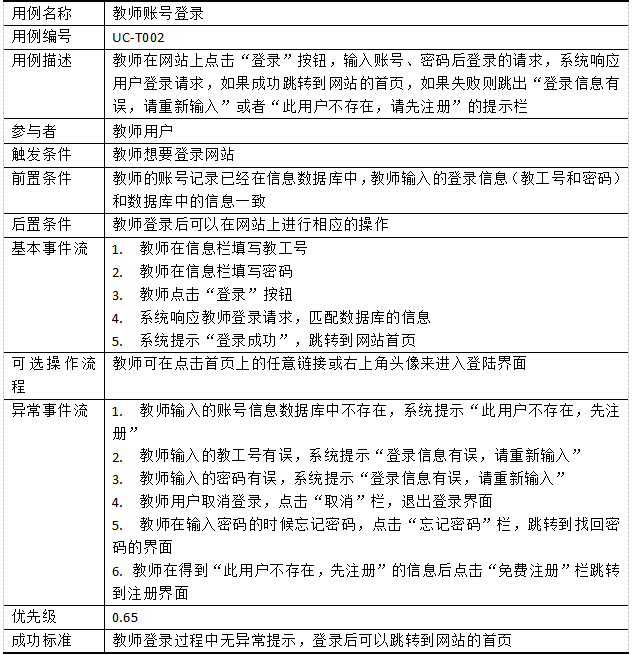 用例名称 教师账号登录
用例编号 UC-T002
用例描述 教师在网站上点击“登录”按钮，输入账号、密码后登录的请求，系统响应
用户登录请求，如果成功跳转到网站的首页，如果失败则跳出“登录信息有
误，请重新输入”或者“此用户不存在，请先注册”的提示栏
参与者 教师用户
触发条件 教师想要登录网站
前置条件 教师的账号记录已经在信息数据库中，教师输入的登录信息（教工号和密码）
和数据库中的信息一致
后置条件 教师登录后可以在网站上进行相应的操作
基本事件流 1. 教师在信息栏填写教工号
2. 教师在信息栏填写密码
3. 教师点击“登录”按钮
4. 系统响应教师登录请求，匹配数据库的信息
5. 系统提示“登录成功”，跳转到网站首页
可选操作流 教师可在点击首页上的任意链接或右上角头像来进入登陆界面
程
异常事件流 1. 教师输入的账号信息数据库中不存在，系统提示“此用户不存在，先注
册”
2. 教师输入的教工号有误，系统提示“登录信息有误，请重新输入”
3. 教师输入的密码有误，系统提示“登录信息有误，请重新输入”
4. 教师用户取消登录，点击“取消”栏，退出登录界面
5. 教师在输入密码的时候忘记密码，点击“忘记密码”栏，跳转到找回密
码的界面
6. 教师在得到“此用户不存在，先注册”的信息后点击“免费注册”栏跳转
到注册界面
优先级 0.65
成功标准 教师登录过程中无异常提示，登录后可以跳转到网站的首页